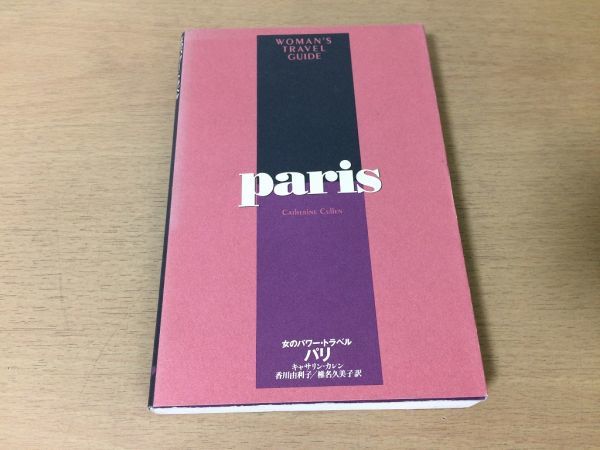 WOMAN'S
TRAVEL
GUIDE
paris
CATHERINE CULLEN
女のパワー・トラベル
パリ
キャサリン・カレン
香川由利子/椎名久美子訳